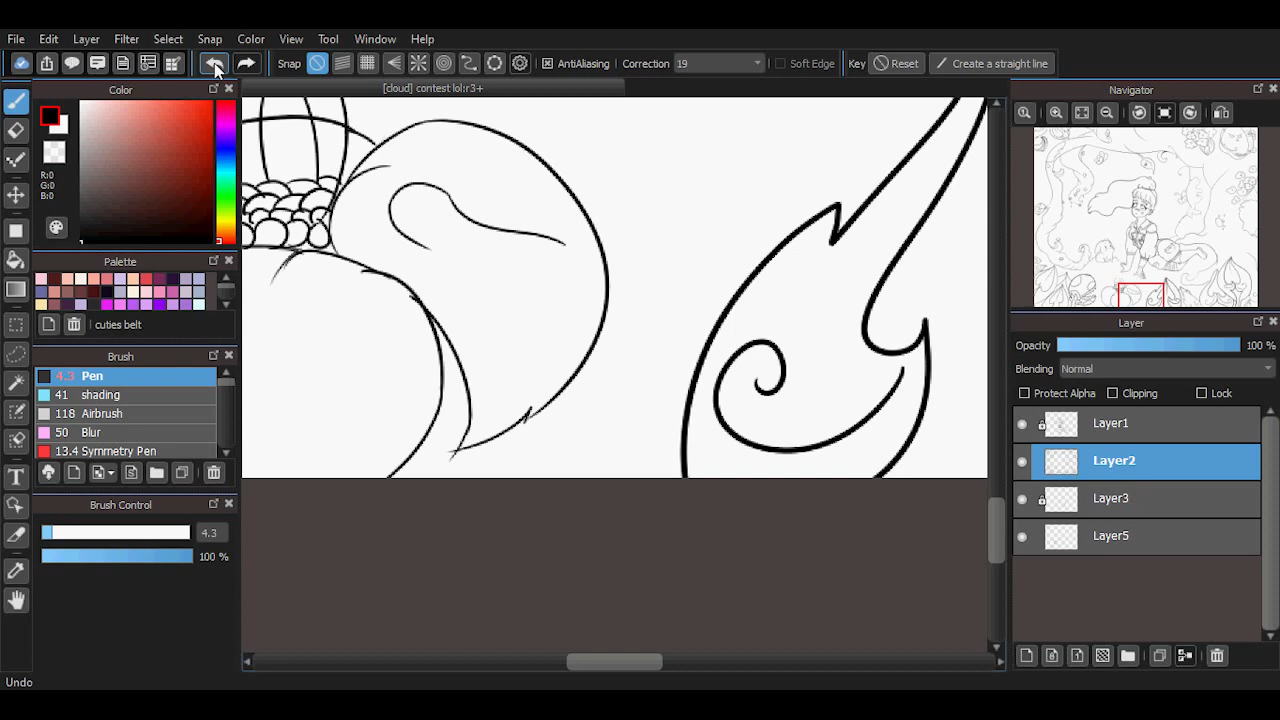 File Edit View Layer Filter Select Snap Color View Tool Window Help
Snap AntiAliasing Correction 19 Soft Edge Key Reset Create a straight line
Color
[cloud] contest lol:r3+
Navigator
R:0
G:0
B:0
Palette
cuties belt
Layer
Opacity 100 %
Blending Normal
Protect Alpha Clipping Lock
Brush
4.3 Pen
41 shading
118 Airbrush
50 Blur
13.4 Symmetry Pen
Layer1
Layer2
Layer3
Layer5
Brush Control
4.3
100 %
Undo